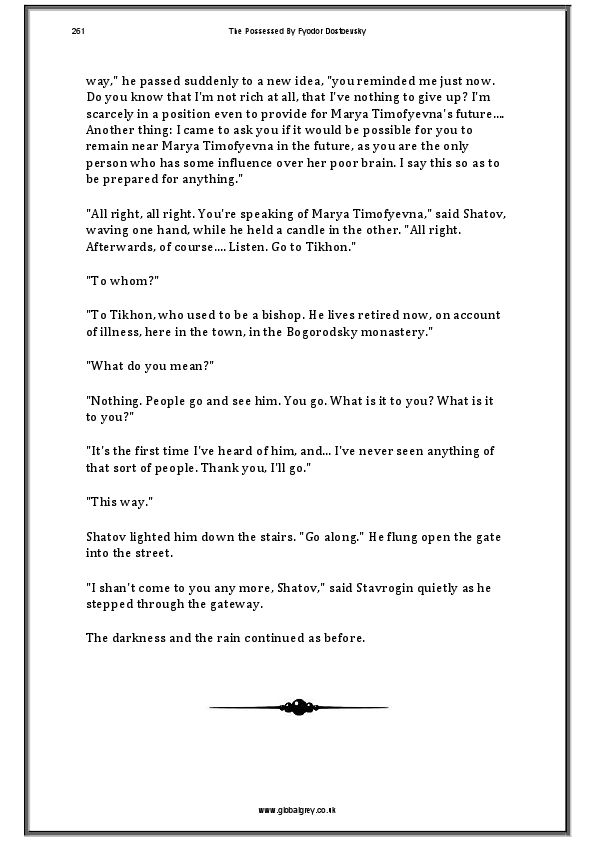 261
The Possessed By Fyodor Dostoevsky
way," he passed suddenly to a new idea, "you reminded me just now.
Do you know that I'm not rich at all, that I've nothing to give up? I'm
scarcely in a position even to provide for Marya Timofyevna's future....
Another thing: I came to ask you if it would be possible for you to
remain near Marya Timofyevna in the future, as you are the only
person who has some influence over her poor brain. I say this so as to
be prepared for anything."
"All right, all right. You're speaking of Marya Timofyevna," said Shatov,
waving one hand, while he held a candle in the other. "All right.
Afterwards, of course.... Listen. Go to Tikhon."
"To whom?"
"To Tikhon, who used to be a bishop. He lives retired now, on account
of illness, here in the town, in the Bogorodsky monastery."
"What do you mean?"
"Nothing. People go and see him. You go. What is it to you? What is it
to you?"
"It's the first time I've heard of him, and... I've never seen anything of
that sort of people. Thank you, I'll go."
"This way."
Shatov lighted him down the stairs. "Go along." He flung open the gate
into the street.
"I shan't come to you any more, Shatov," said Stavrogin quietly as he
stepped through the gateway.
The darkness and the rain continued as before.
www.globalgrey.co.uk